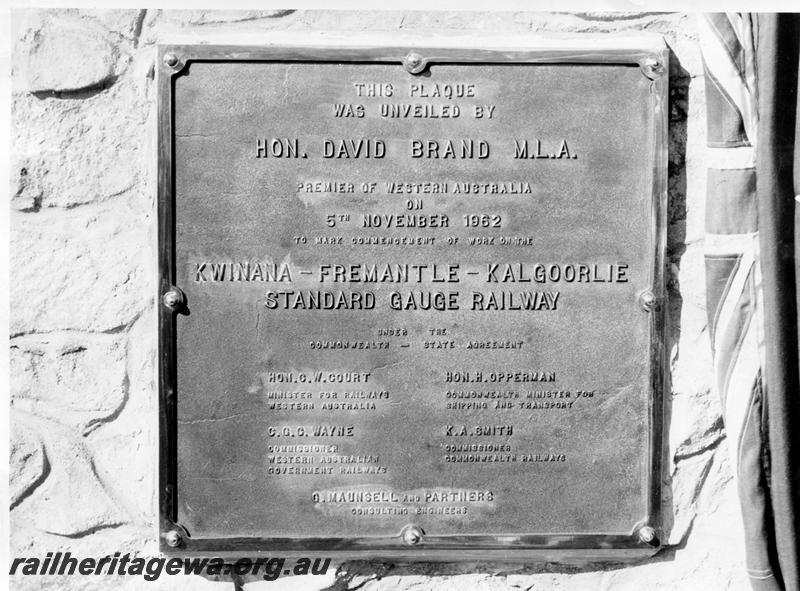 THIS PLAQUE
WAS UNVEILED BY
HON. DAVID BRAND M.L.A.
PREMIER OF WESTERN AUSTRALIA
ON
5TH NOVEMBER 1962
TO MARK COMMENCEMENT OF WORK ON THE
KWINANA – FREMANTLE – KALGOORLIE
STANDARD GAUGE RAILWAY
UNDER THE
COMMONWEALTH – STATE AGREEMENT
HON. C. W. COURT
MINISTER FOR RAILWAYS
WESTERN AUSTRALIA
HON. H. OPPERMAN
COMMONWEALTH MINISTER FOR
SHIPPING AND TRANSPORT
C. G. C. WAYNE
COMMISSIONER
WESTERN AUSTRALIAN
GOVERNMENT RAILWAYS
K. A. SMITH
COMMISSIONER
COMMONWEALTH RAILWAYS
G. MAUNSELL AND PARTNERS
CONSULTING ENGINEERS
railheritagewa.org.au